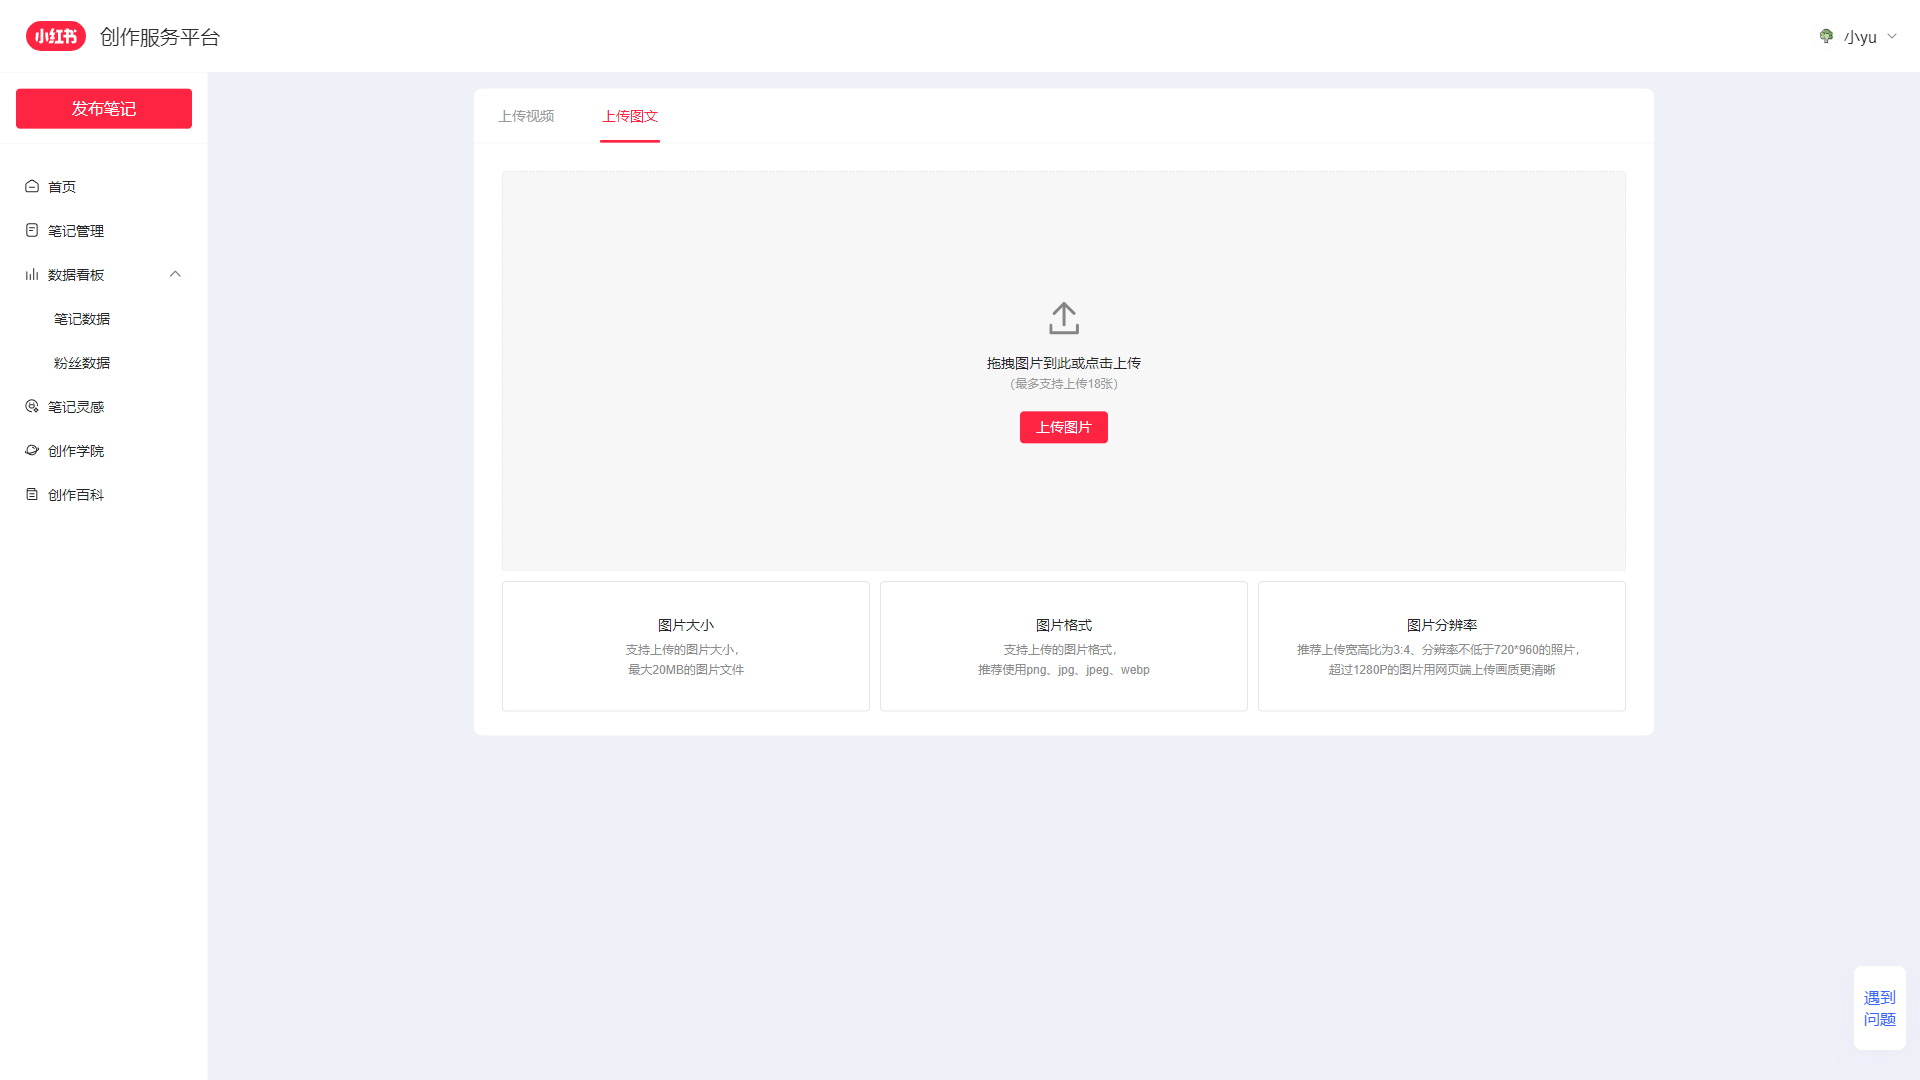 小红书 创作服务平台
小yu
发布笔记
首页
笔记管理
数据看板
笔记数据
粉丝数据
笔记灵感
创作学院
创作百科
上传视频 上传图文
拖拽图片到此或点击上传
（最多支持上传18张）
上传图片
图片大小
支持上传的图片大小，
最大20MB的图片文件
图片格式
支持上传的图片格式，
推荐使用png、jpg、jpeg、webp
图片分辨率
推荐上传宽高比为3:4、分辨率不低于720*960的照片，
超过1280P的图片用网页端上传画质更清晰
遇到
问题